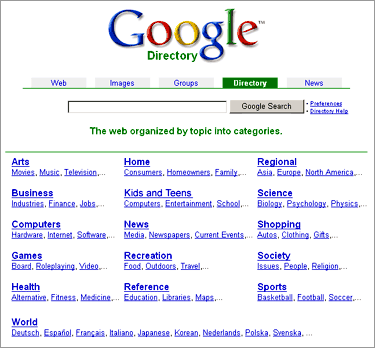 Google™
Directory
Web Images Groups Directory News
Google Search • Preferences
• Directory Help
The web organized by topic into categories.
Arts
Movies, Music, Television,...
Home
Consumers, Homeowners, Family,...
Regional
Asia, Europe, North America,...
Business
Industries, Finance, Jobs,...
Kids and Teens
Computers, Entertainment, School,...
Science
Biology, Psychology, Physics,...
Computers
Hardware, Internet, Software,...
News
Media, Newspapers, Current Events,...
Shopping
Autos, Clothing, Gifts,...
Games
Board, Roleplaying, Video,...
Recreation
Food, Outdoors, Travel,...
Society
Issues, People, Religion,...
Health
Alternative, Fitness, Medicine,...
Reference
Education, Libraries, Maps,...
Sports
Basketball, Football, Soccer,...
World
Deutsch, Español, Français, Italiano, Japanese, Korean, Nederlands, Polska, Svenska, ...